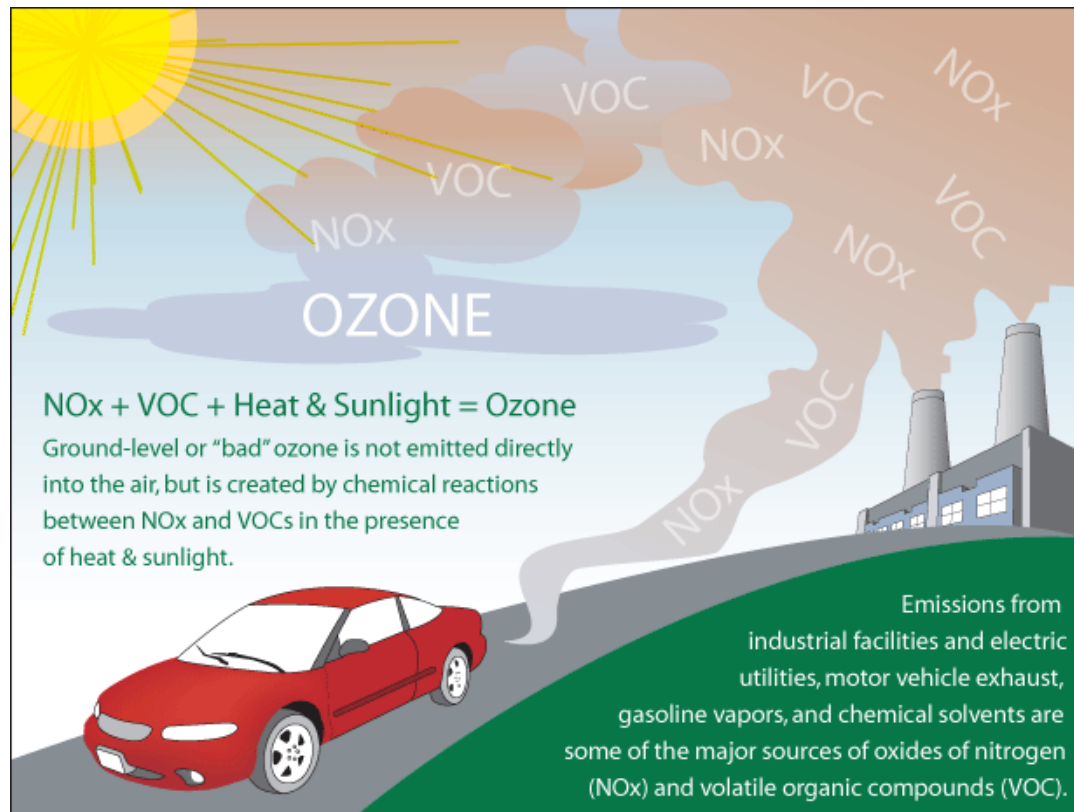 VOC
VOC
NOx
NOx
VOC
VOC
NOx
NOx
VOC
NOx
OZONE
VOC
NOx
NOx + VOC + Heat & Sunlight = Ozone
Ground-level or “bad” ozone is not emitted directly
into the air, but is created by chemical reactions
between NOx and VOCs in the presence
of heat & sunlight.
Emissions from
industrial facilities and electric
utilities, motor vehicle exhaust,
gasoline vapors, and chemical solvents are
some of the major sources of oxides of nitrogen
(NOx) and volatile organic compounds (VOC).